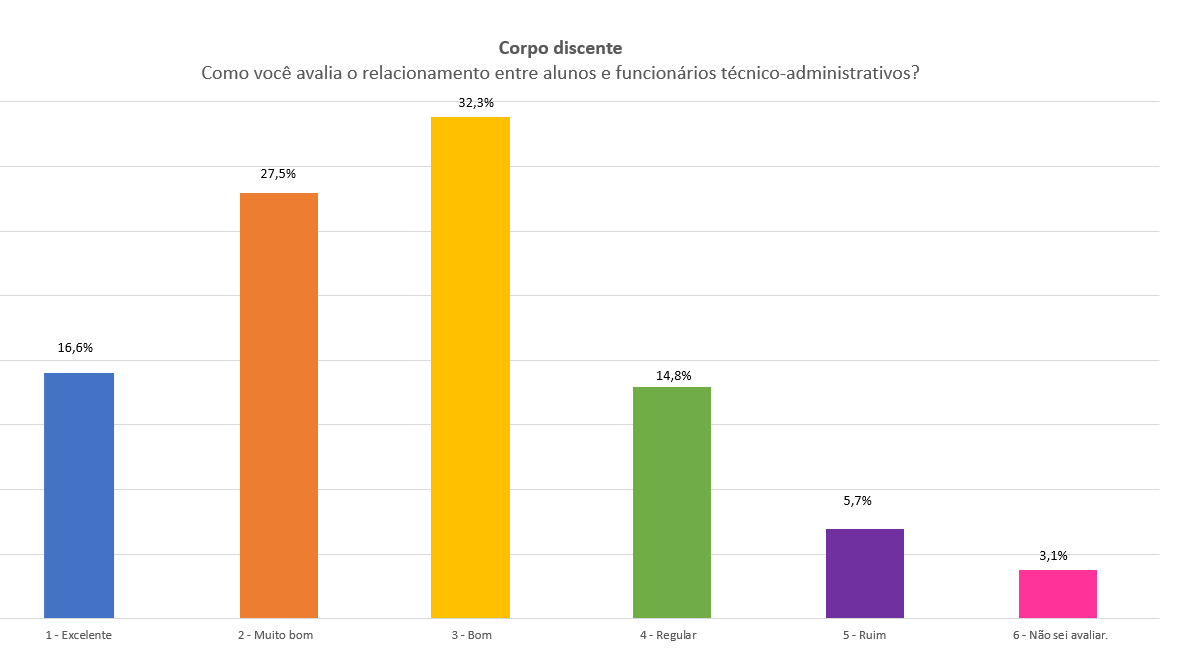 Corpo discente
Como você avalia o relacionamento entre alunos e funcionários técnico-administrativos?
32,3%
27,5%
16,6%
14,8%
5,7%
3,1%
1 - Excelente
2 - Muito bom
3 - Bom
4 - Regular
5 - Ruim
6 - Não sei avaliar.